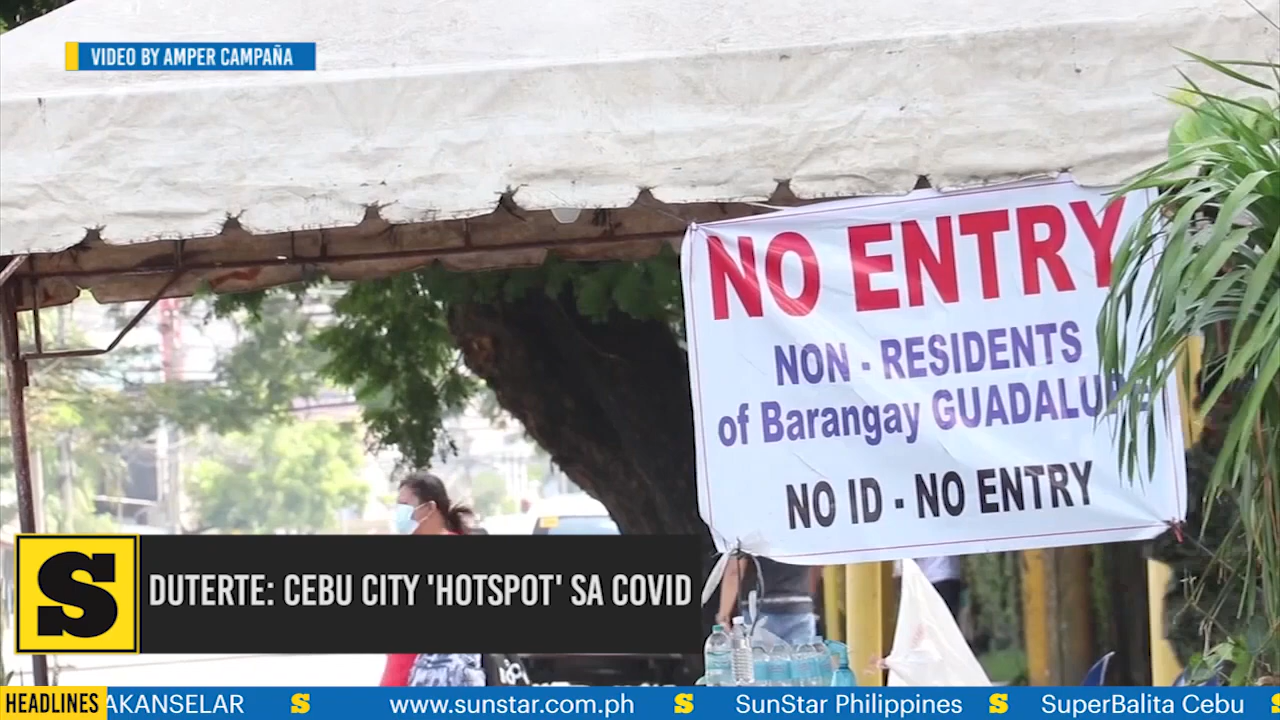 VIDEO BY AMPER CAMPAÑA
NO ENTRY
NON - RESIDENTS
of Barangay GUADALUPE
NO ID - NO ENTRY
S DUTERTE: CEBU CITY 'HOTSPOT' SA COVID
HEADLINES AKANSELAR S www.sunstar.com.ph S SunStar Philippines S SuperBalita Cebu